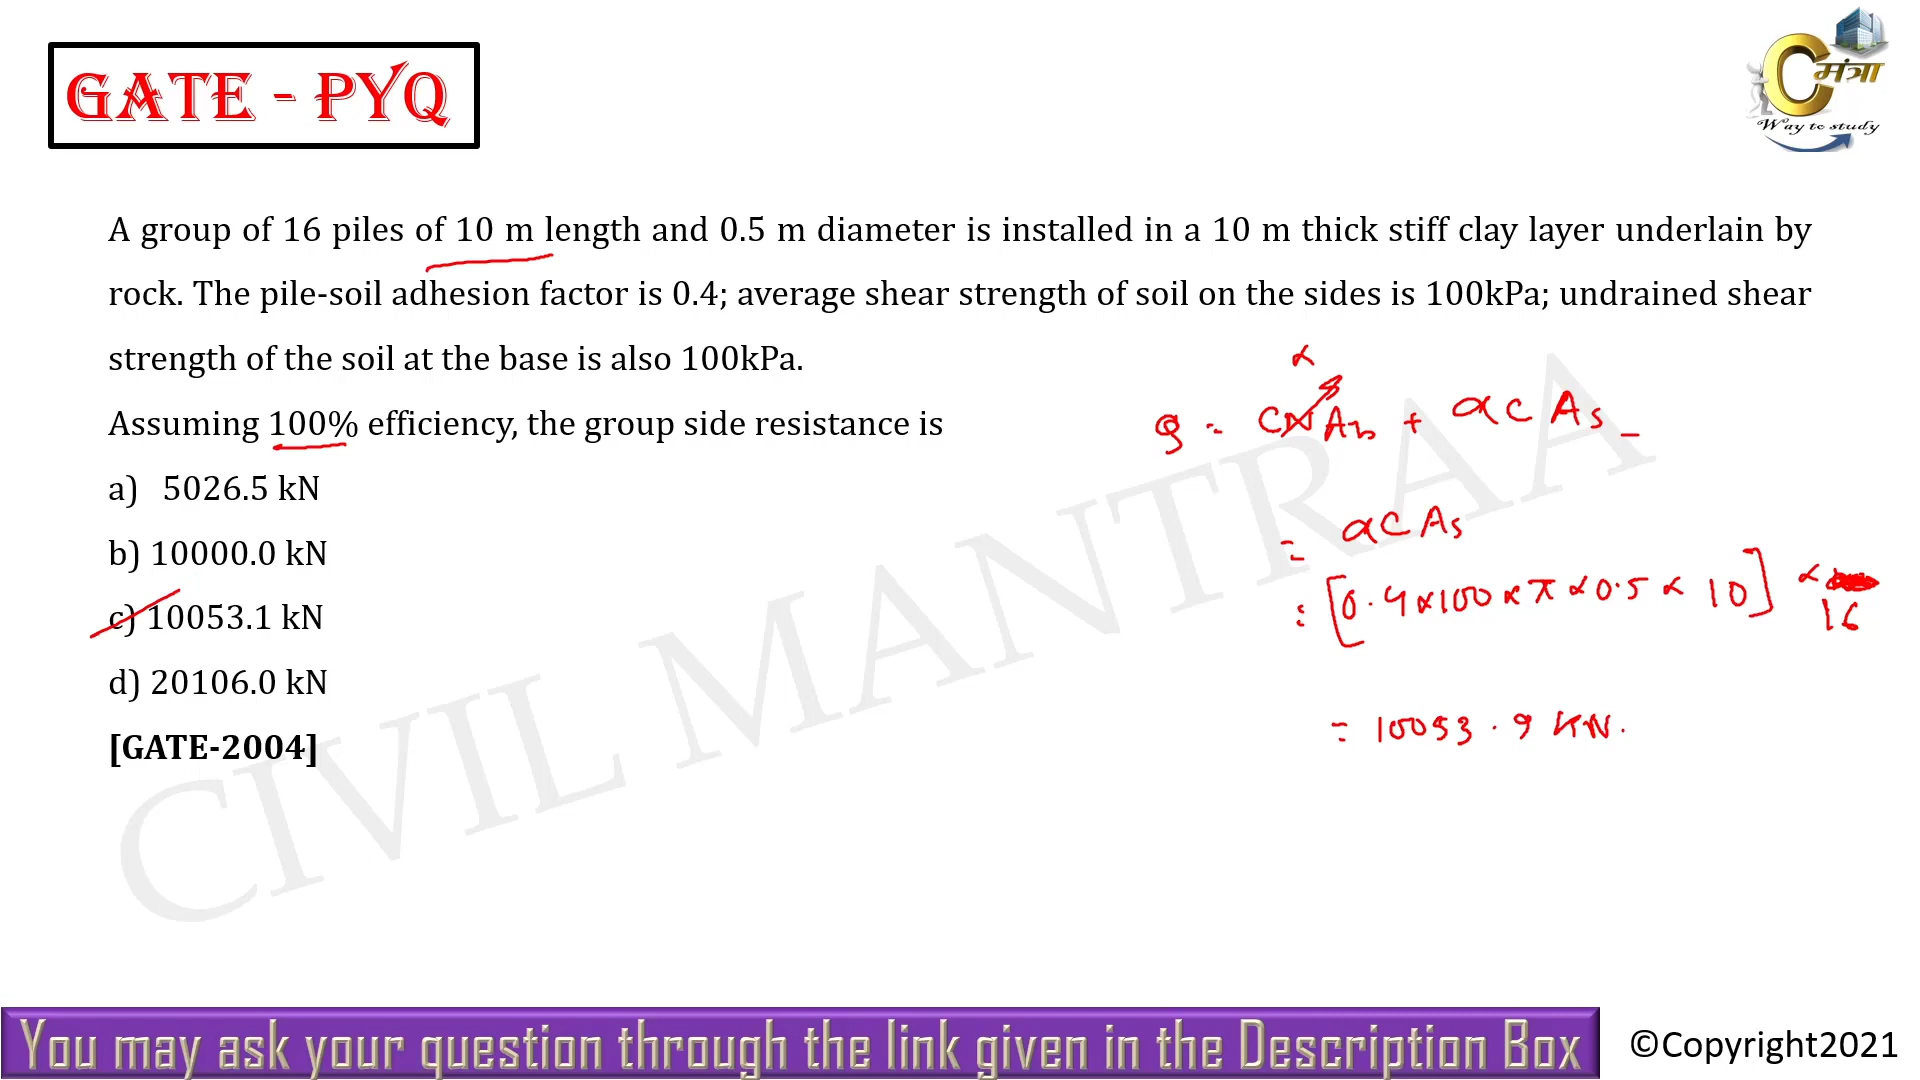 GATE - PYQ
C मंत्रा
Way to study
A group of 16 piles of 10 m length and 0.5 m diameter is installed in a 10 m thick stiff clay layer underlain by
rock. The pile-soil adhesion factor is 0.4; average shear strength of soil on the sides is 100kPa; undrained shear
strength of the soil at the base is also 100kPa.
Assuming 100% efficiency, the group side resistance is
a) 5026.5 kN
b) 10000.0 kN
c) 10053.1 kN
d) 20106.0 kN
[GATE-2004]
α
Q = CN Ab + αCAs
= αCAs
= [0.4×100×π×0.5×10] × 16
= 10053.9 KN.
CIVIL MANTRAA
You may ask your question through the link given in the Description Box
©Copyright2021